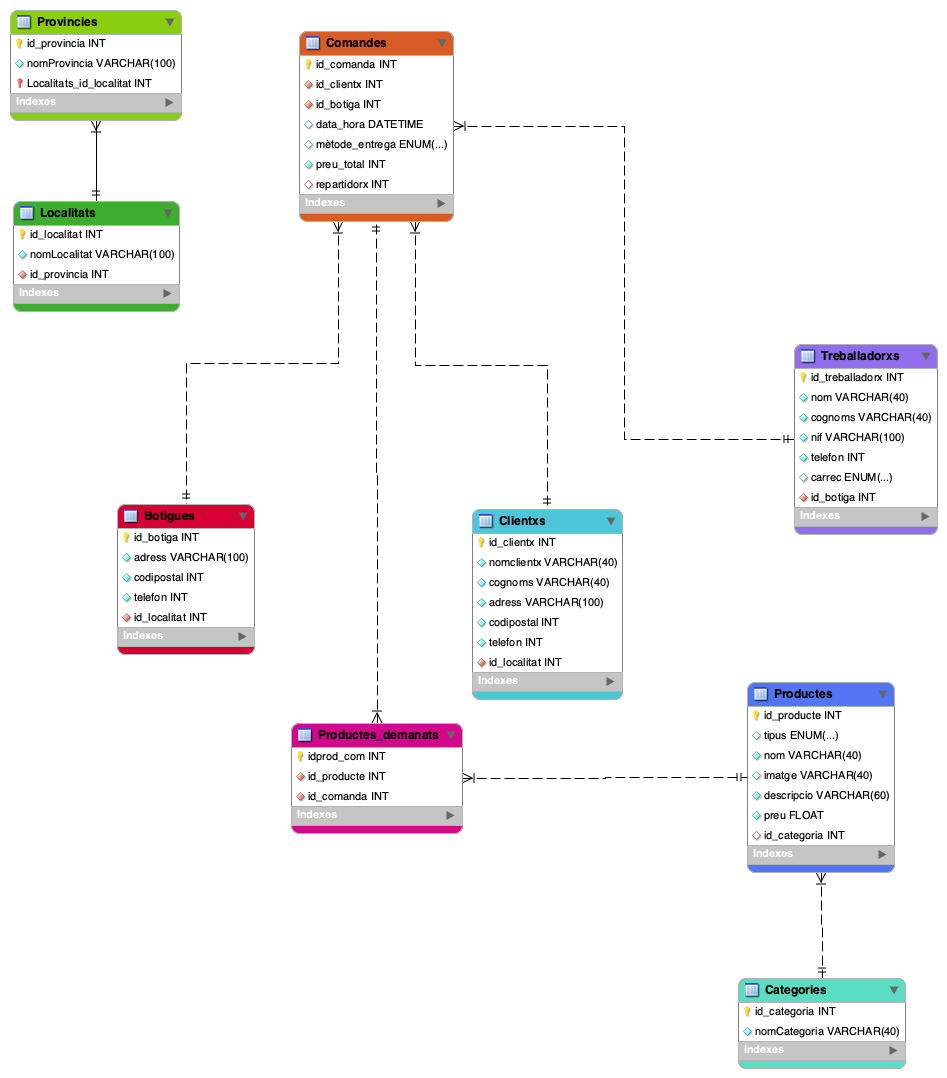 Provincies
id_provincia INT
nomProvincia VARCHAR(100)
Localitats_id_localitat INT
Indexes
Localitats
id_localitat INT
nomLocalitat VARCHAR(100)
id_provincia INT
Indexes
Comandes
id_comanda INT
id_clientx INT
id_botiga INT
data_hora DATETIME
mètode_entrega ENUM(...)
preu_total INT
repartidorx INT
Indexes
Treballadorxs
id_treballadorx INT
nom VARCHAR(40)
cognoms VARCHAR(40)
nif VARCHAR(100)
telefon INT
carrec ENUM(...)
id_botiga INT
Indexes
Botigues
id_botiga INT
adress VARCHAR(100)
codipostal INT
telefon INT
id_localitat INT
Indexes
Clientxs
id_clientx INT
nomclientx VARCHAR(40)
cognoms VARCHAR(40)
adress VARCHAR(100)
codipostal INT
telefon INT
id_localitat INT
Indexes
Productes_demanats
idprod_com INT
id_producte INT
id_comanda INT
Indexes
Productes
id_producte INT
tipus ENUM(...)
nom VARCHAR(40)
imatge VARCHAR(40)
descripcio VARCHAR(60)
preu FLOAT
id_categoria INT
Indexes
Categories
id_categoria INT
nomCategoria VARCHAR(40)
Indexes